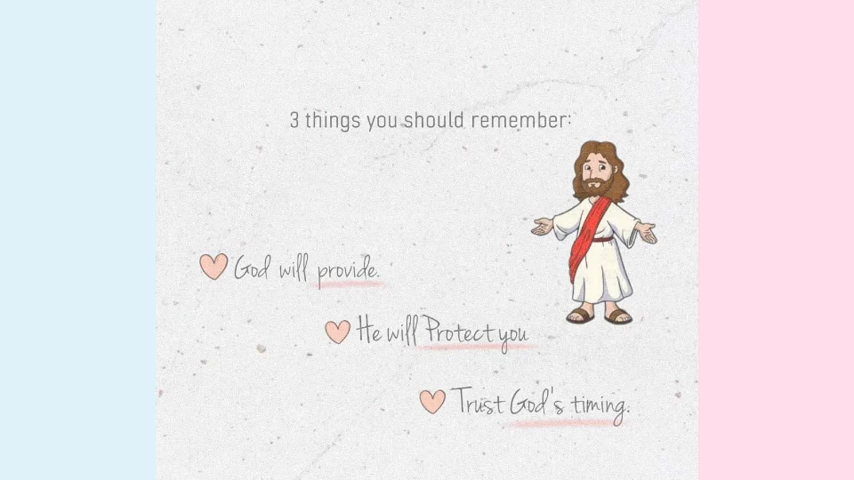 3 things you should remember:
God will provide.
He will Protect you
Trust God's timing.